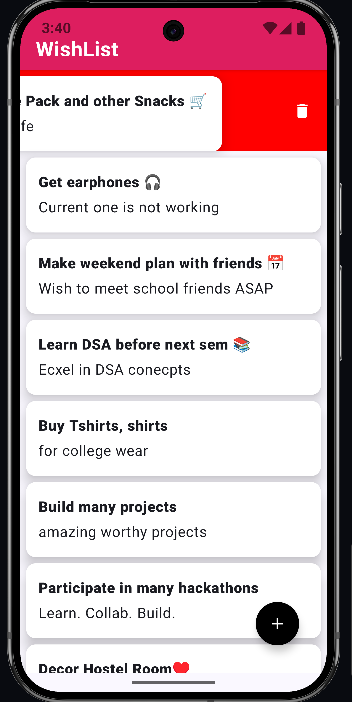 3:40
WishList
Pack and other Snacks 🛒
fe
Get earphones 🎧
Current one is not working
Make weekend plan with friends 📅
Wish to meet school friends ASAP
Learn DSA before next sem 📚
Ecxel in DSA conecpts
Buy Tshirts, shirts
for college wear
Build many projects
amazing worthy projects
Participate in many hackathons
Learn. Collab. Build.
Decor Hostel Room❤️